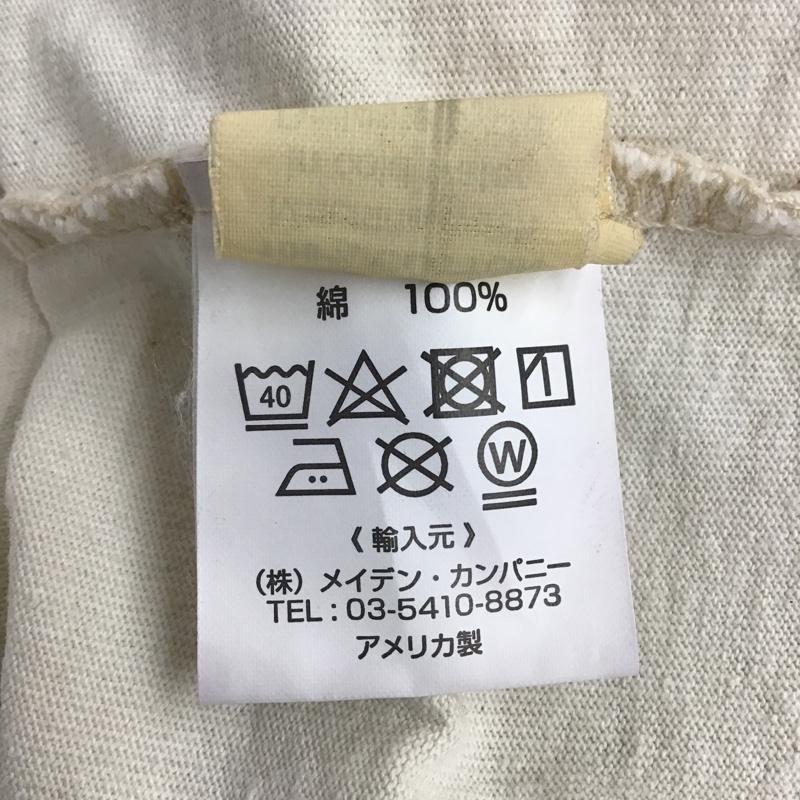 綿 100%
40
W
《 輸入元 》
（株）メイデン・カンパニー
TEL : 03-5410-8873
アメリカ製